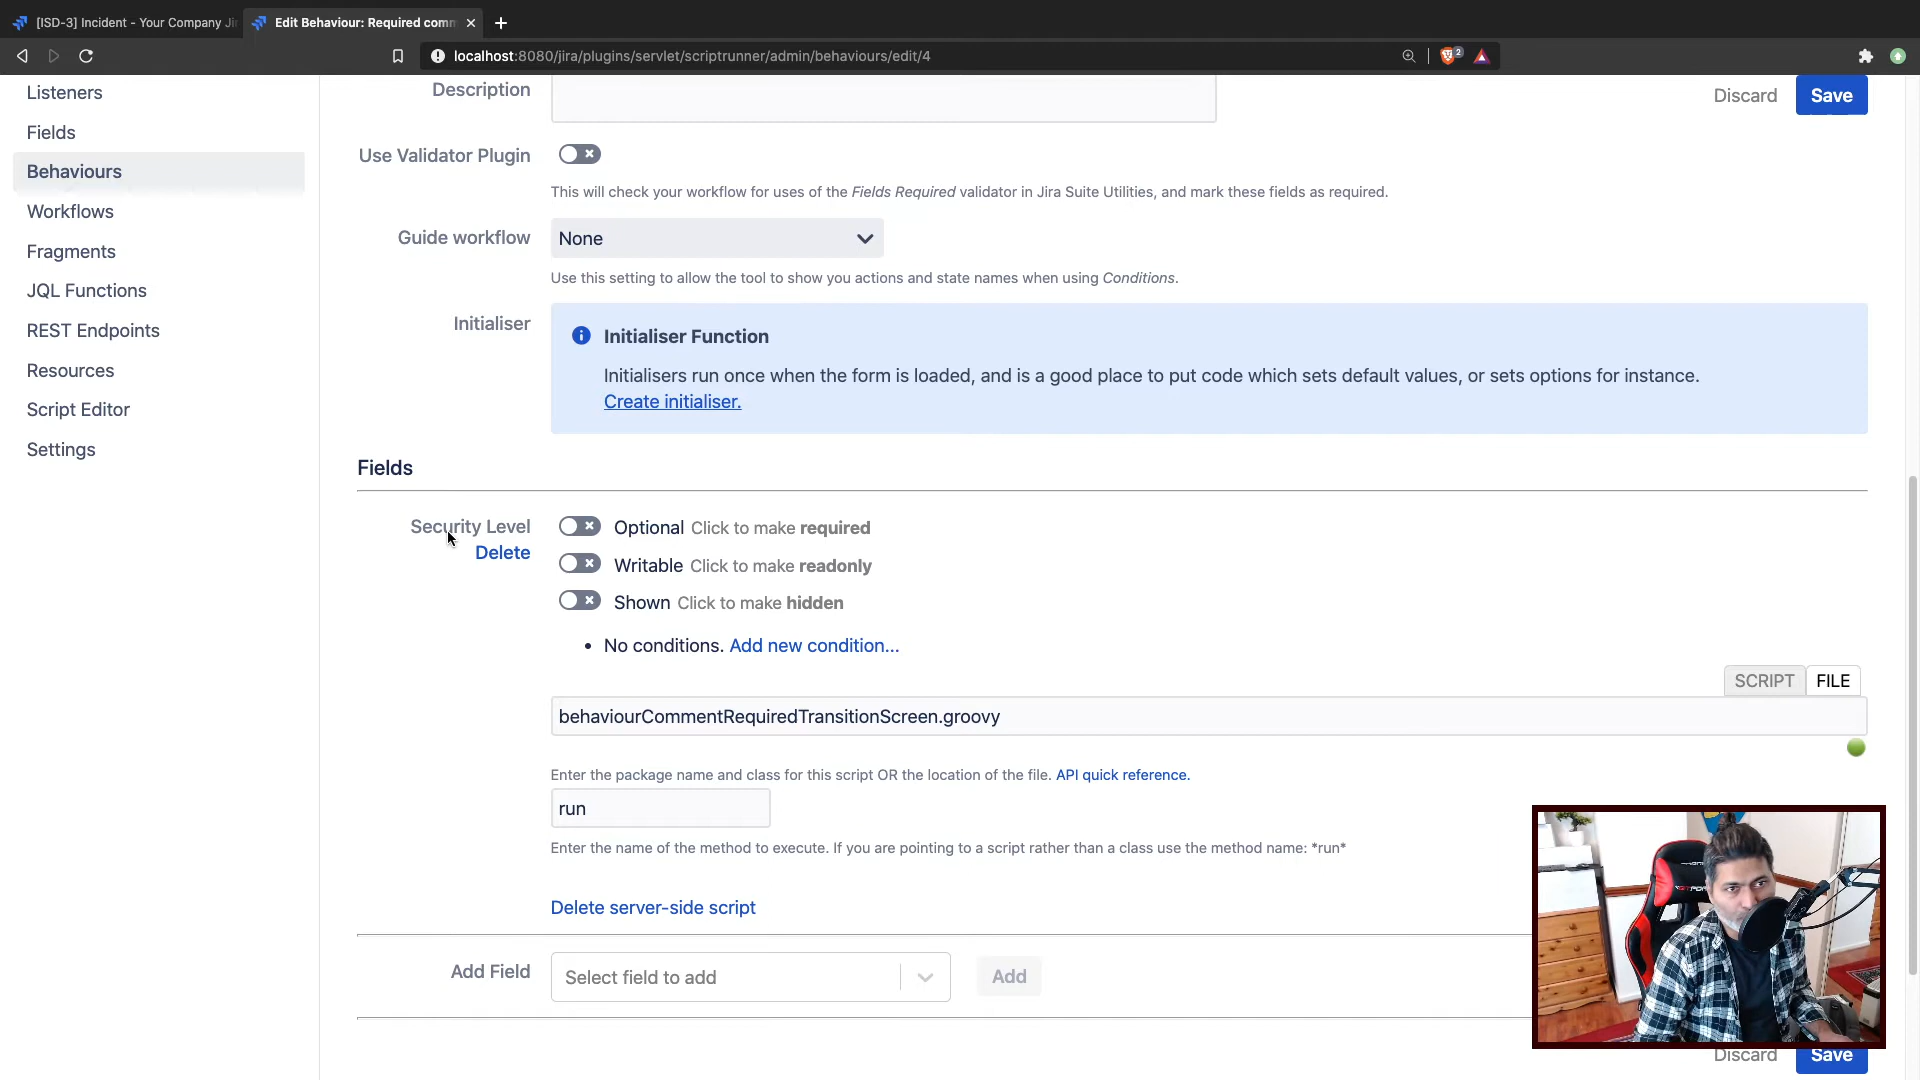 [ISD-3] Incident - Your Company Ji
Edit Behaviour: Required comm
localhost:8080/jira/plugins/servlet/scriptrunner/admin/behaviours/edit/4
2
Listeners
Fields
Behaviours
Workflows
Fragments
JQL Functions
REST Endpoints
Resources
Script Editor
Settings
Description
Discard
Save
Use Validator Plugin
This will check your workflow for uses of the Fields Required validator in Jira Suite Utilities, and mark these fields as required.
Guide workflow
None
Use this setting to allow the tool to show you actions and state names when using Conditions.
Initialiser
Initialiser Function
Initialisers run once when the form is loaded, and is a good place to put code which sets default values, or sets options for instance.
Create initialiser.
Fields
Security Level
Delete
Optional Click to make required
Writable Click to make readonly
Shown Click to make hidden
• No conditions. Add new condition...
SCRIPT
FILE
behaviourCommentRequiredTransitionScreen.groovy
Enter the package name and class for this script OR the location of the file. API quick reference.
run
Enter the name of the method to execute. If you are pointing to a script rather than a class use the method name: *run*
Delete server-side script
Add Field
Select field to add
Add
Discard
Save